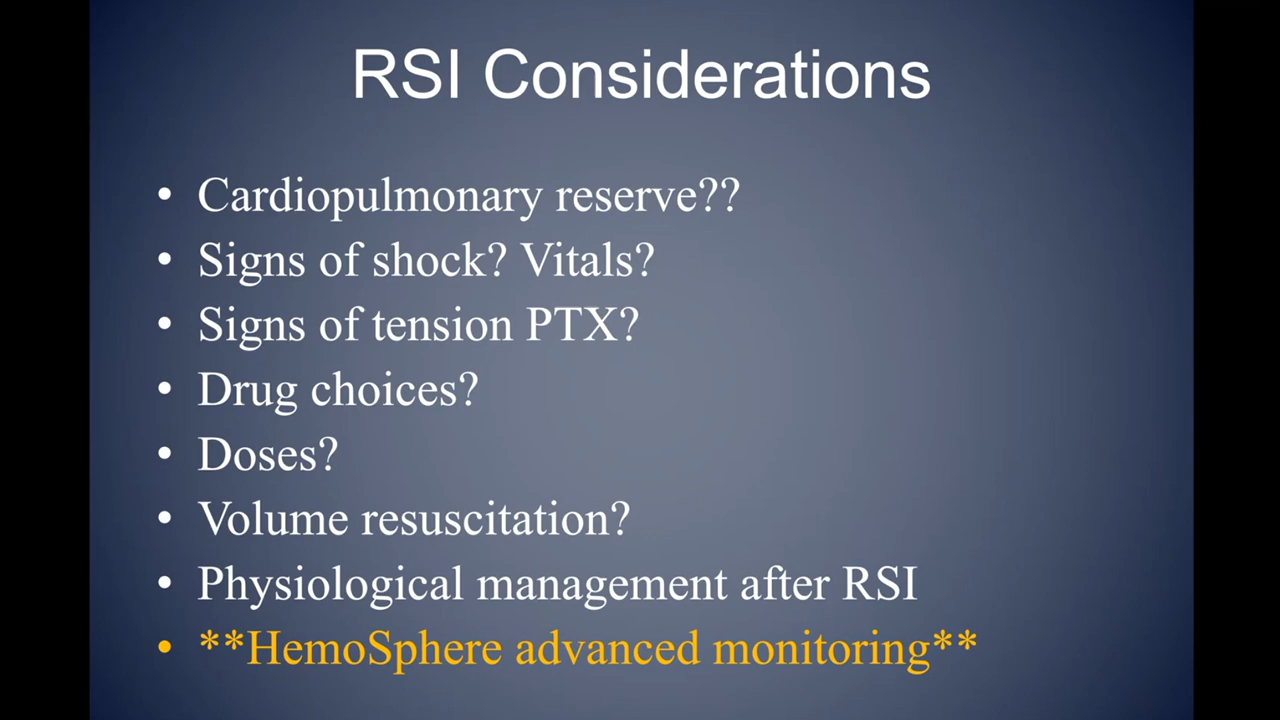 RSI Considerations
• Cardiopulmonary reserve??
• Signs of shock? Vitals?
• Signs of tension PTX?
• Drug choices?
• Doses?
• Volume resuscitation?
• Physiological management after RSI
• **HemoSphere advanced monitoring**